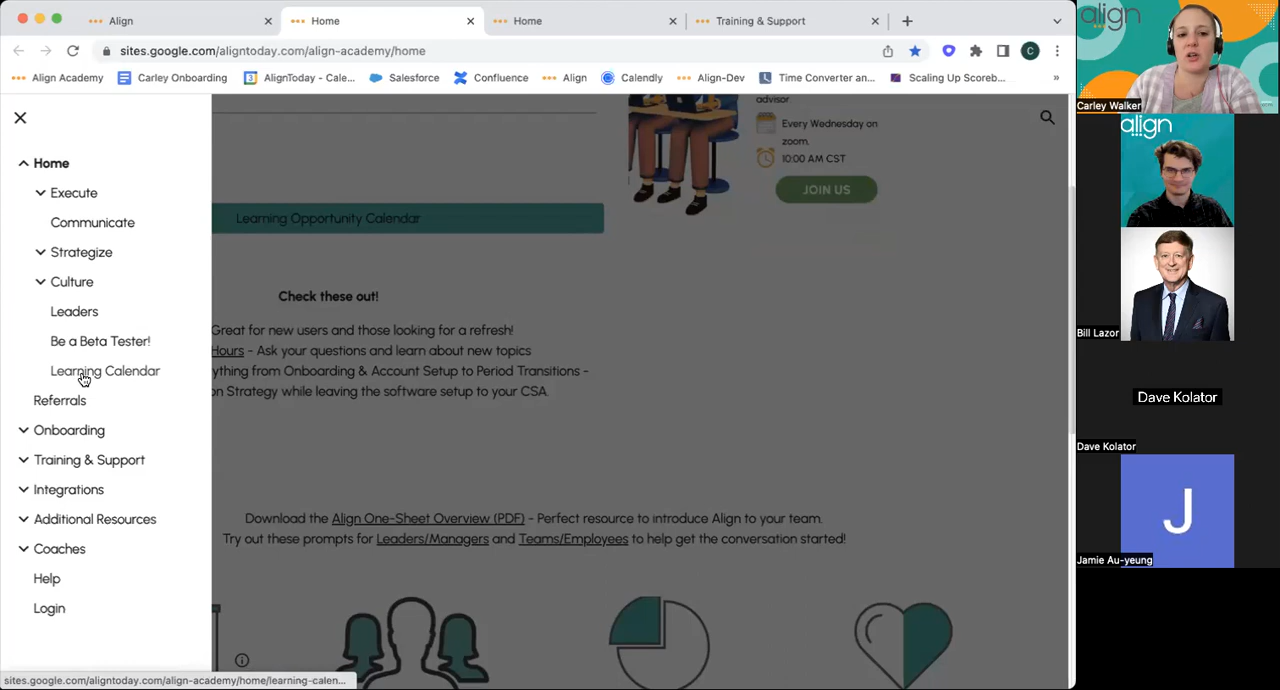 Align
Home
Home
Training & Support
sites.google.com/aligntoday.com/align-academy/home
C
Align Academy
Carley Onboarding
AlignToday - Cale...
Salesforce
Confluence
Align
Calendly
Align-Dev
Time Converter an...
Scaling Up Scoreb...
»
Home
Execute
Communicate
Strategize
Culture
Leaders
Be a Beta Tester!
Learning Calendar
Referrals
Onboarding
Training & Support
Integrations
Additional Resources
Coaches
Help
Login
advisor
Every Wednesday on
zoom.
10:00 AM CST
JOIN US
Learning Opportunity Calendar
Check these out!
Great for new users and those looking for a refresh!
Hours - Ask your questions and learn about new topics
ything from Onboarding & Account Setup to Period Transitions -
on Strategy while leaving the software setup to your CSA.
Download the Align One-Sheet Overview (PDF) - Perfect resource to introduce Align to your team.
Try out these prompts for Leaders/Managers and Teams/Employees to help get the conversation started!
sites.google.com/aligntoday.com/align-academy/home/learning-calen...
align
Carley Walker
align
Bill Lazor
Dave Kolator
Dave Kolator
J
Jamie Au-yeung